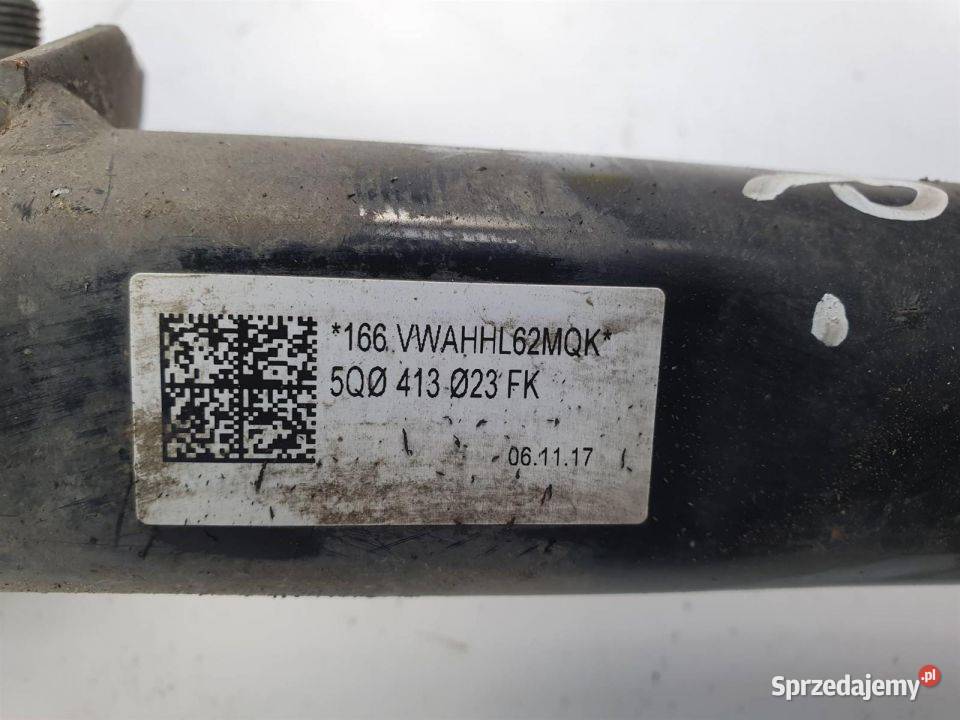 *166 VWAHHL62MQK*
5QØ 413 Ø23 FK
06.11.17
Sprzedajemy.pl